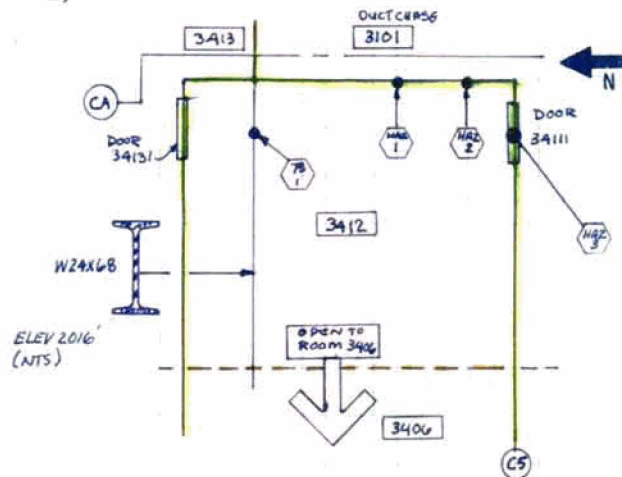 DUCTCHASE
3413
3101
N
CA
DOOR
34131
HAZ
1
HAZ
2
DOOR
34111
HAZ
3
3412
W24X68
ELEV 2016'
(NTS)
OPEN TO
ROOM 3406
3406
C5